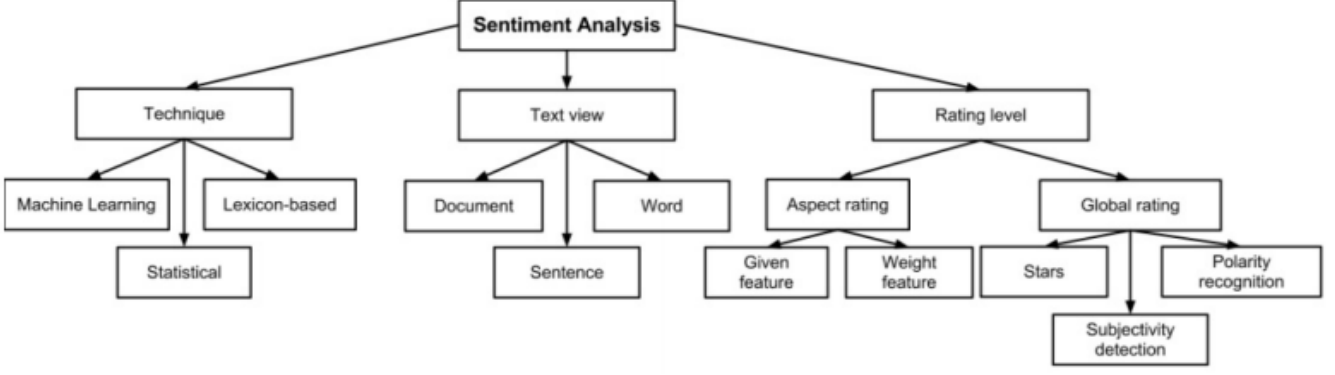 Sentiment Analysis
Technique
Text view
Rating level
Machine Learning
Lexicon-based
Document
Word
Aspect rating
Global rating
Statistical
Sentence
Given
feature
Weight
feature
Stars
Polarity
recognition
Subjectivity
detection